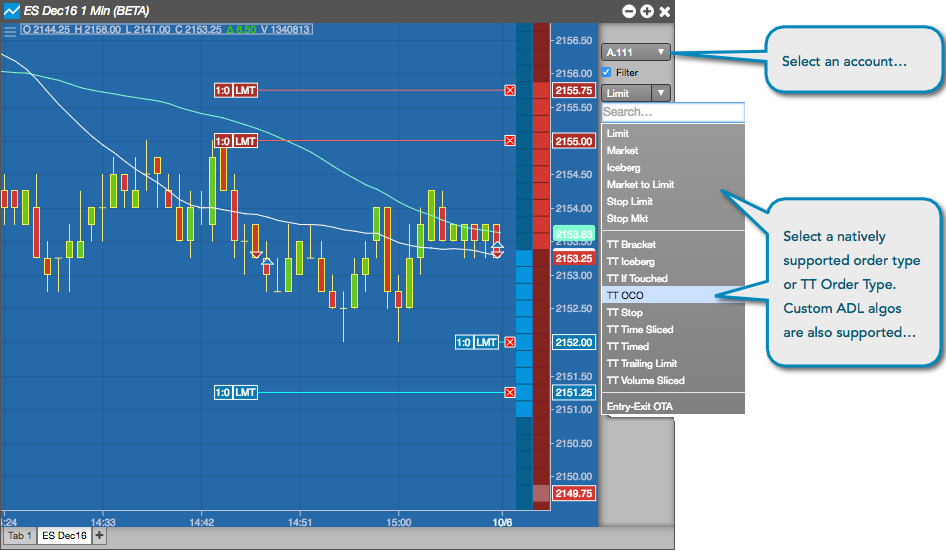 ES Dec16 1 Min (BETA)
O 2144.25 H 2158.00 L 2141.00 C 2153.25 Δ 8.50 V 1340813
A.111
Filter
Limit
Search...
Limit
Market
Iceberg
Market to Limit
Stop Limit
Stop Mkt
TT Bracket
TT Iceberg
TT If Touched
TT OCO
TT Stop
TT Time Sliced
TT Timed
TT Trailing Limit
TT Volume Sliced
Entry-Exit OTA
Select an account...
Select a natively
supported order type
or TT Order Type.
Custom ADL algos
are also supported...
1:0 LMT
1:0 LMT
1:0 LMT
1:0 LMT
2156.50
2156.00
2155.75
2155.50
2155.00
2154.50
2154.00
2153.63
2153.50
2153.25
2153.00
2152.50
2152.00
2151.50
2151.25
2151.00
2150.50
2150.00
2149.75
:24 14:33 14:42 14:51 15:00 10/6
Tab 1 ES Dec16 +